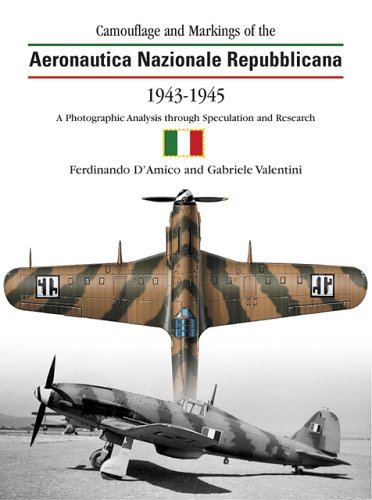 Camouflage and Markings of the
Aeronautica Nazionale Repubblicana
1943-1945
A Photographic Analysis through Speculation and Research
Ferdinando D'Amico and Gabriele Valentini